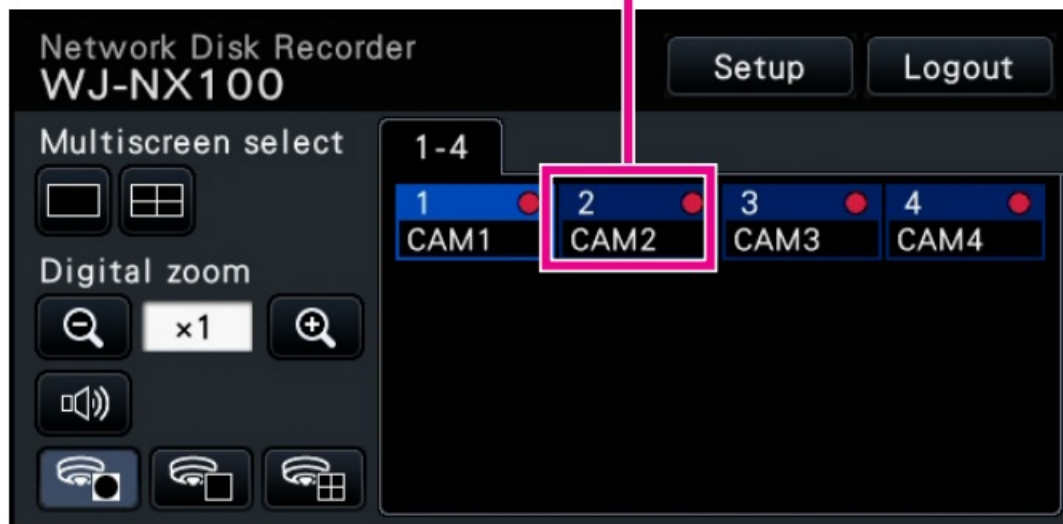 Network Disk Recorder
WJ-NX100
Setup
Logout
Multiscreen select
1-4
1
2
3
4
CAM1
CAM2
CAM3
CAM4
Digital zoom
×1